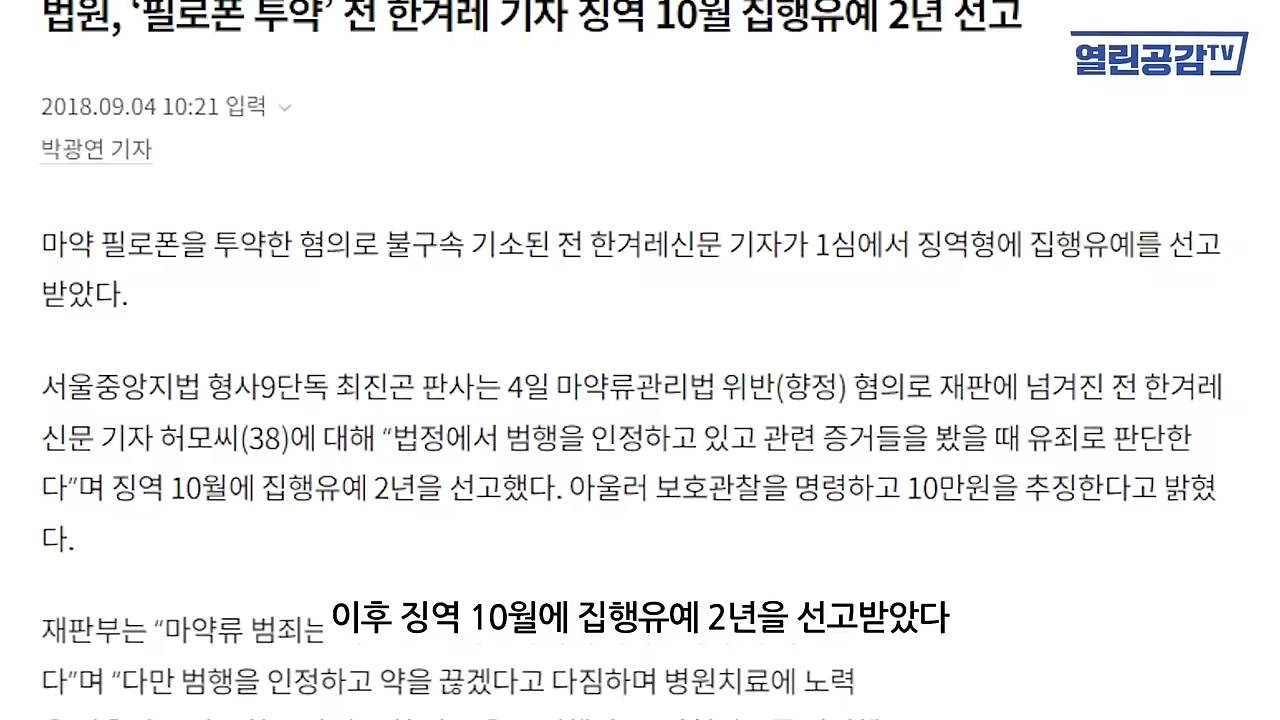 법원, ‘필로폰 투약’ 전 한겨레 기자 징역 10월 집행유예 2년 선고
열린공감TV
2018.09.04 10:21 입력
박광연 기자
마약 필로폰을 투약한 혐의로 불구속 기소된 전 한겨레신문 기자가 1심에서 징역형에 집행유예를 선고
받았다.
서울중앙지법 형사9단독 최진곤 판사는 4일 마약류관리법 위반(향정) 혐의로 재판에 넘겨진 전 한겨레
신문 기자 허모씨(38)에 대해 “법정에서 범행을 인정하고 있고 관련 증거들을 봤을 때 유죄로 판단한
다”며 징역 10월에 집행유예 2년을 선고했다. 아울러 보호관찰을 명령하고 10만원을 추징한다고 밝혔
다.
재판부는 “마약류 범죄는
이후 징역 10월에 집행유예 2년을 선고받았다
다”며 “다만 범행을 인정하고 약을 끊겠다고 다짐하며 병원치료에 노력